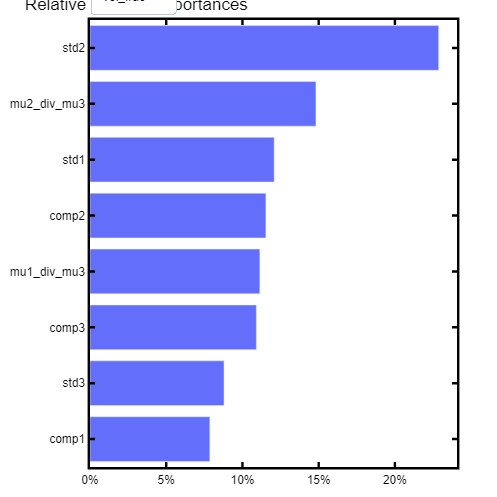 Relative portances
std2
mu2_div_mu3
std1
comp2
mu1_div_mu3
comp3
std3
comp1
0% 5% 10% 15% 20%